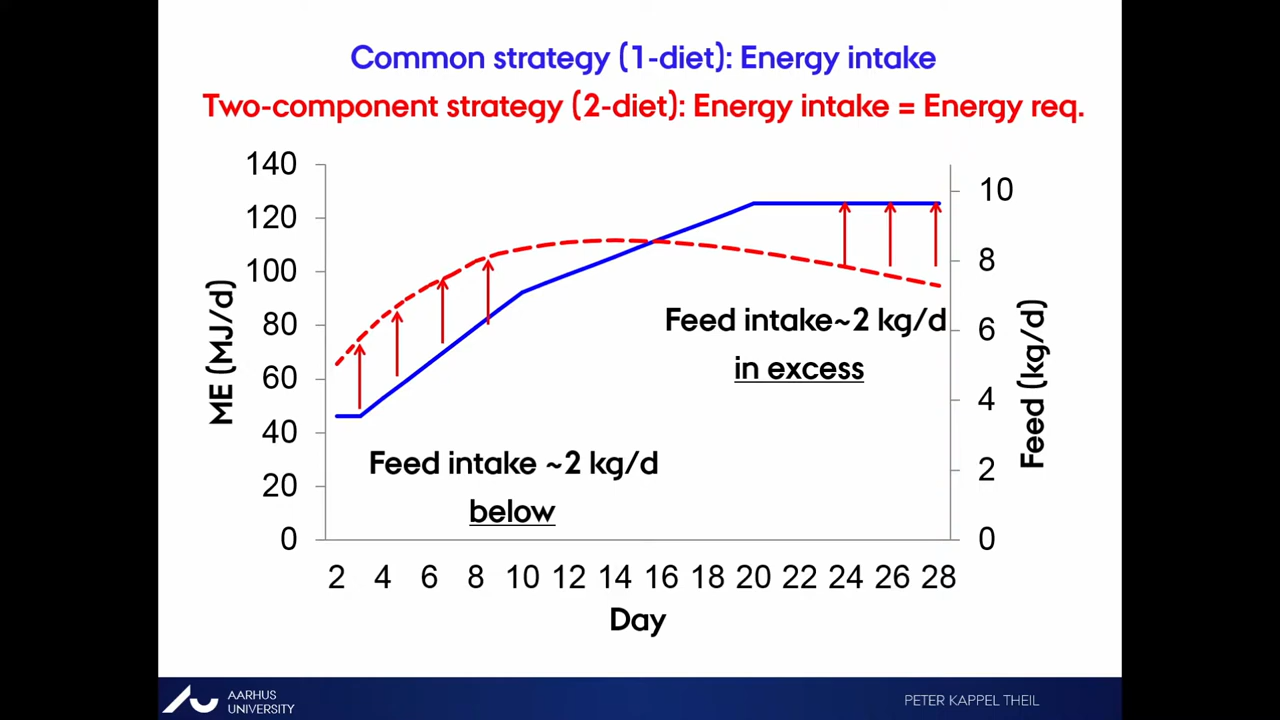 Common strategy (1-diet): Energy intake
Two-component strategy (2-diet): Energy intake = Energy req.
140
120
100
80
60
40
20
0
ME (MJ/d)
10
8
6
4
2
0
Feed (kg/d)
Feed intake~2 kg/d
in excess
Feed intake ~2 kg/d
below
2 4 6 8 10 12 14 16 18 20 22 24 26 28
Day
AARHUS
UNIVERSITY
PETER KAPPEL THEIL